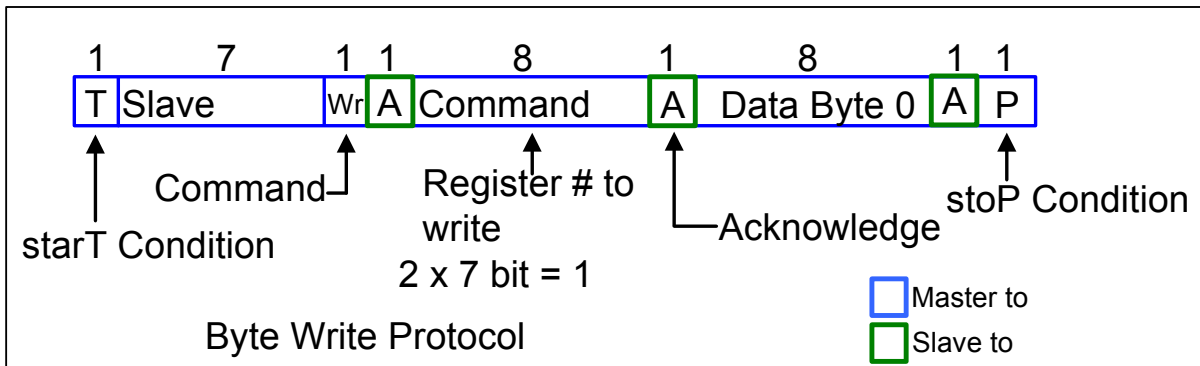 1 7 1 1 8 1 8 1 1
T Slave Wr A Command A Data Byte 0 A P
Command
Register # to
write
2 x 7 bit = 1
Acknowledge
stoP Condition
starT Condition
Byte Write Protocol
Master to
Slave to